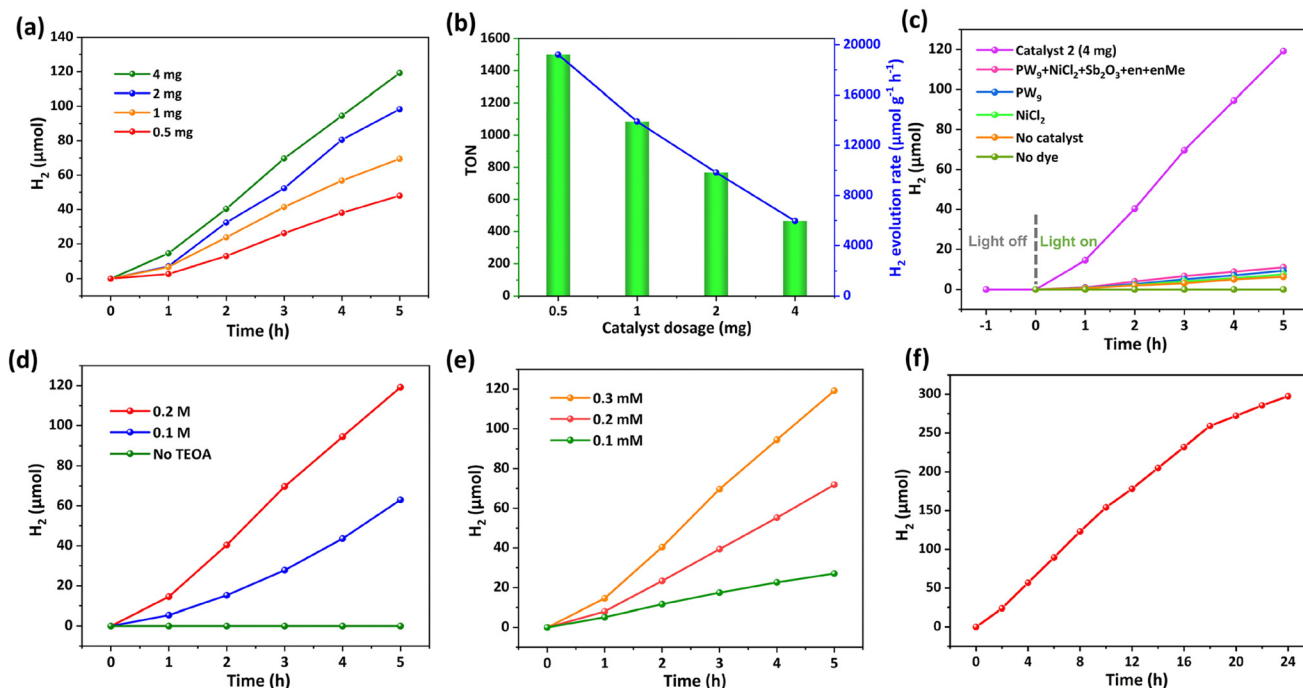 (a)
H₂ (μmol)
140
120
100
80
60
40
20
0
4 mg
2 mg
1 mg
0.5 mg
0 1 2 3 4 5
Time (h)
(b)
TON
1600
1400
1200
1000
800
600
400
200
0
0.5 1 2 4
Catalyst dosage (mg)
20000
16000
12000
8000
4000
0
H₂ evolution rate (μmol g⁻¹ h⁻¹)
(c)
H₂ (μmol)
120
100
80
60
40
20
0
Catalyst 2 (4 mg)
PW₉+NiCl₂+Sb₂O₃+en+enMe
PW₉
NiCl₂
No catalyst
No dye
Light off Light on
-1 0 1 2 3 4 5
Time (h)
(d)
H₂ (μmol)
120
100
80
60
40
20
0
0.2 M
0.1 M
No TEOA
0 1 2 3 4 5
Time (h)
(e)
H₂ (μmol)
120
100
80
60
40
20
0
0.3 mM
0.2 mM
0.1 mM
0 1 2 3 4 5
Time (h)
(f)
H₂ (μmol)
300
250
200
150
100
50
0
0 4 8 12 16 20 24
Time (h)